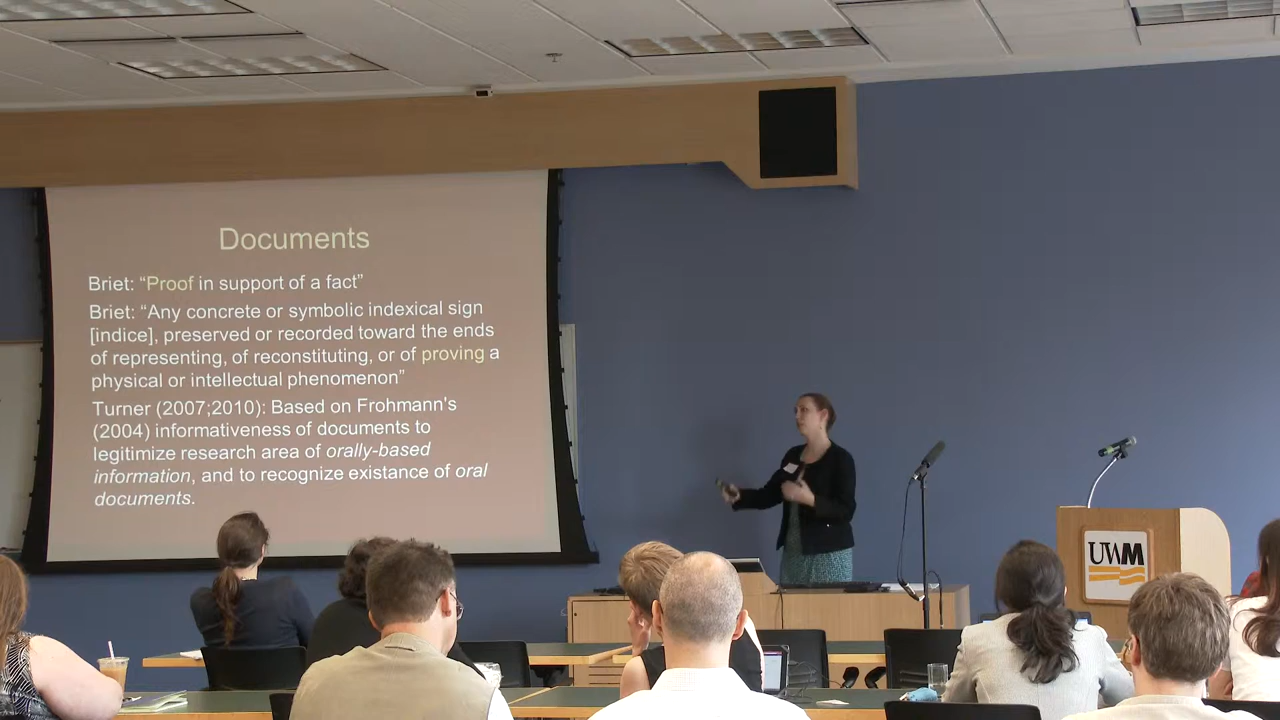 Documents
Briet: “Proof in support of a fact”
Briet: “Any concrete or symbolic indexical sign
[indice], preserved or recorded toward the ends
of representing, of reconstituting, or of proving a
physical or intellectual phenomenon”
Turner (2007;2010): Based on Frohmann's
(2004) informativeness of documents to
legitimize research area of orally-based
information, and to recognize existance of oral
documents.
UWM